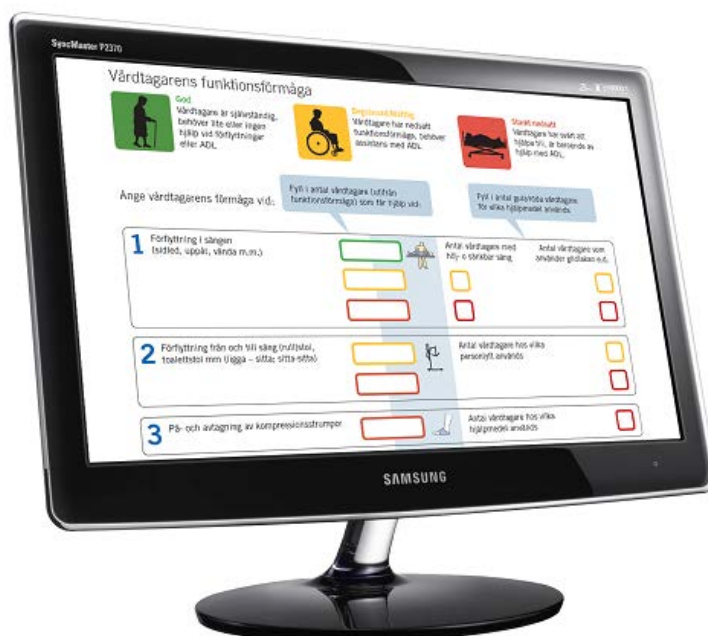 SyncMaster P2370
Vårdtagarens funktionsförmåga
God
Vårdtagare är självständig,
behöver lite eller ingen
hjälp vid förflyttningar
eller ADL.
Vårdtagare har nedsatt
funktionsförmåga, behöver
assistans med ADL.
Starkt nedsatt
Vårdtagare har svårt att
hjälpa till, är beroende av
hjälp med ADL.
Ange vårdtagarens förmåga vid:
Fyll i antal vårdtagare (utifrån
funktionsförmåga) som får hjälp vid:
Fyll i antal gula/röda vårdtagare
för vilka hjälpmedel används
1 Förflyttning i sängen
(sidled, uppåt, vända m.m.)
Antal vårdtagare med
höj- o sänkbar säng
Antal vårdtagare som
använder glidlakan e.d.
2 Förflyttning från och till säng (rull)stol,
toalettstol mm (ligga – sitta; sitta-sitta)
Antal vårdtagare hos vilka
personlyft används
3 På- och avtagning av kompressionsstrumpor
Antal vårdtagare hos vilka
hjälpmedel används
SAMSUNG